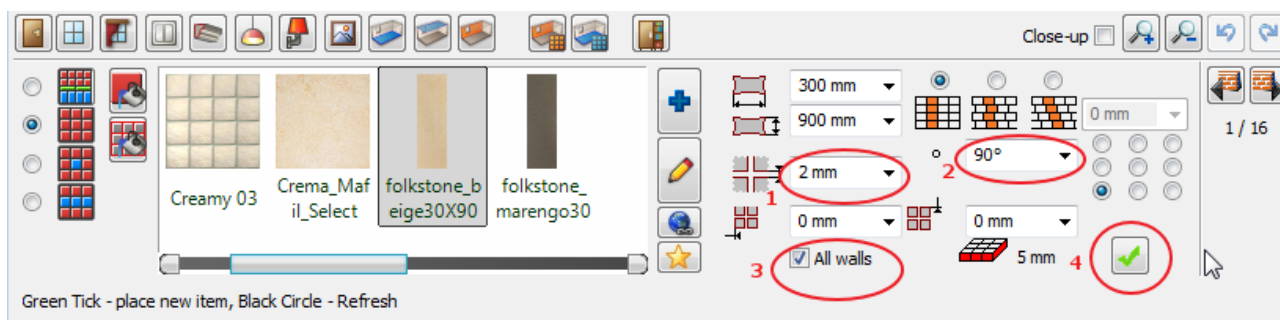 Close-up
300 mm
900 mm
0 mm
1 / 16
2
90°
1
2 mm
Creamy 03
Crema_Maf
il_Select
folkstone_b
eige30X90
folkstone_
marengo30
0 mm
0 mm
3
All walls
5 mm
4
Green Tick - place new item, Black Circle - Refresh